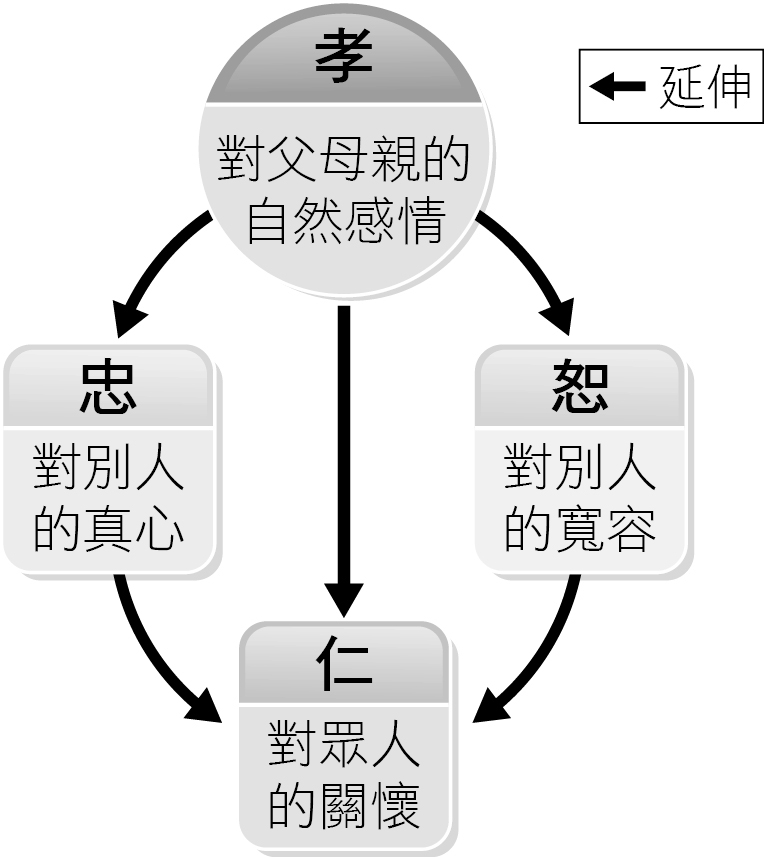 孝
對父母親的
自然感情
延伸
忠
對別人
的真心
恕
對別人
的寬容
仁
對眾人
的關懷